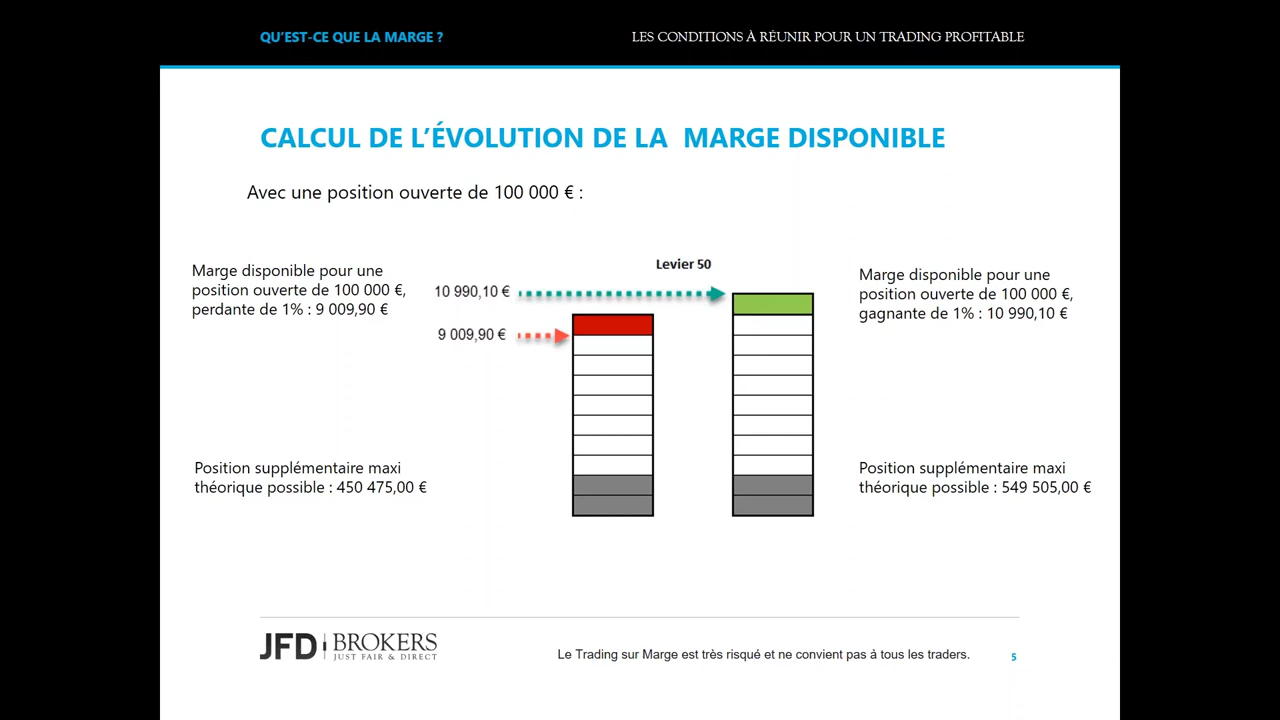 QU'EST-CE QUE LA MARGE ?
LES CONDITIONS À RÉUNIR POUR UN TRADING PROFITABLE
CALCUL DE L'ÉVOLUTION DE LA MARGE DISPONIBLE
Avec une position ouverte de 100 000 € :
Marge disponible pour une
position ouverte de 100 000 €,
perdante de 1% : 9 009,90 €
Levier 50
10 990,10 €
9 009,90 €
Marge disponible pour une
position ouverte de 100 000 €,
gagnante de 1% : 10 990,10 €
Position supplémentaire maxi
théorique possible : 450 475,00 €
Position supplémentaire maxi
théorique possible : 549 505,00 €
JFD BROKERS
JUST FAIR & DIRECT
Le Trading sur Marge est très risqué et ne convient pas à tous les traders.
5